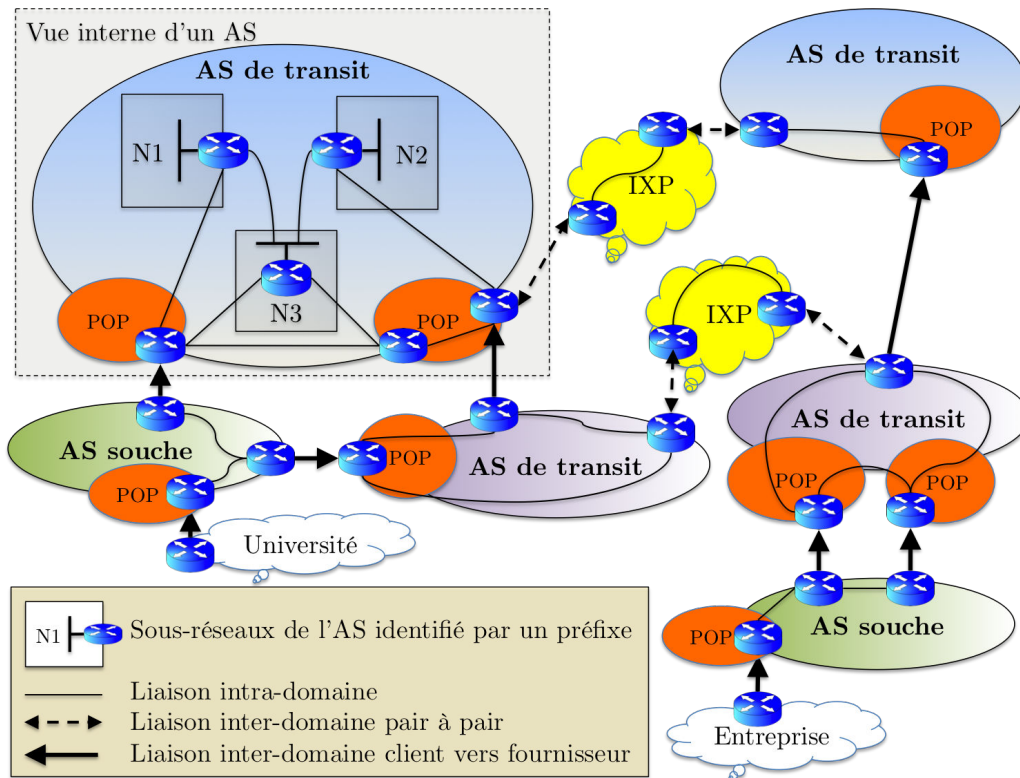 Vue interne d'un AS
AS de transit
N1
N2
N3
POP
POP
IXP
AS de transit
POP
IXP
AS souche
POP
Université
POP
AS de transit
AS de transit
POP
POP
AS souche
POP
Entreprise
N1
Sous-réseaux de l'AS identifié par un préfixe
Liaison intra-domaine
Liaison inter-domaine pair à pair
Liaison inter-domaine client vers fournisseur